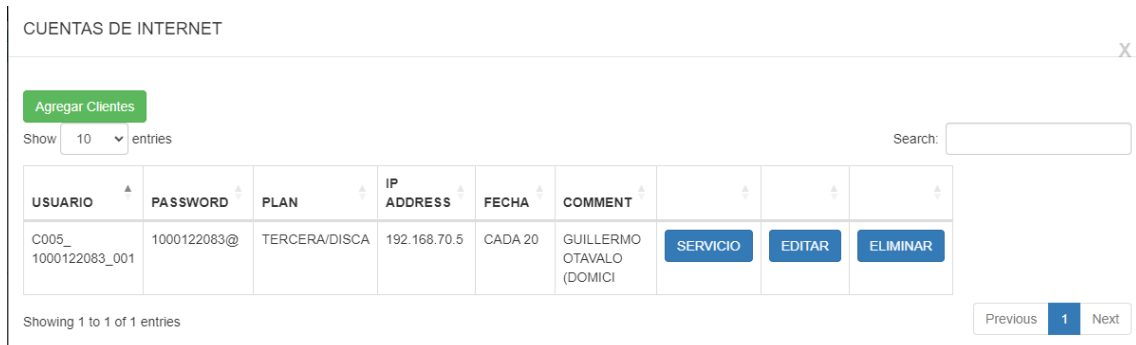 CUENTAS DE INTERNET
X
Agregar Clientes
Show 10 entries
Search:
USUARIO PASSWORD PLAN IP ADDRESS FECHA COMMENT
C005_ 1000122083@ TERCERA/DISCA 192.168.70.5 CADA 20 GUILLERMO SERVICIO EDITAR ELIMINAR
1000122083_001 OTAVALO
(DOMICI
Showing 1 to 1 of 1 entries
Previous 1 Next